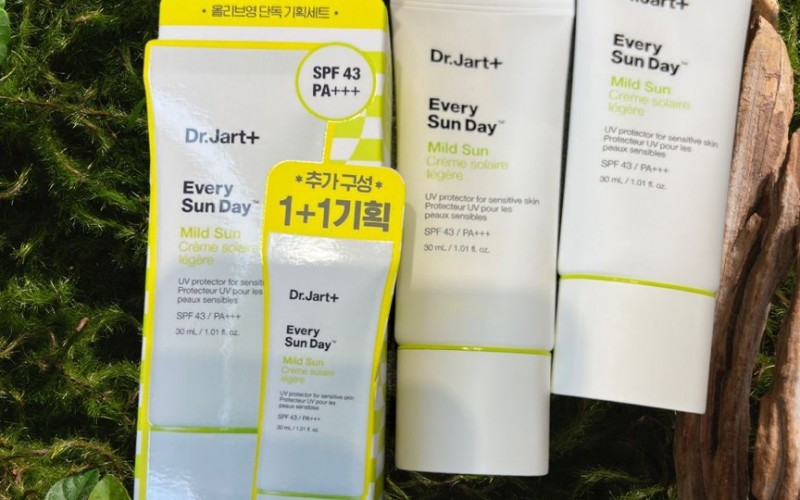 올리브영 단독 기획세트
SPF 43
PA+++
Dr.Jart+
Every
Sun Day™
Mild Sun
Crème solaire
légère
UV protector for sensiti
Protecteur UV pour les
peaux sensibles
SPF 43 / PA+++
30 mL / 1.01 fl. oz.
*추가 구성*
1+1기획
Dr.Jart+
Every
Sun Day™
Mild Sun
Crème solaire
légère
UV protector for sensitive skin
Protecteur UV pour les
peaux sensibles
SPF 43 / PA+++
30 mL / 1.01 fl. oz.
Dr.Jart+
Every
Sun Day™
Mild Sun
Crème solaire
légère
UV protector for sensitive skin
Protecteur UV pour les
peaux sensibles
SPF 43 / PA+++
30 mL / 1.01 fl. oz.
Dr.Jart+
Every
Sun Day™
Mild Sun
Crème solaire
légère
UV protector for sensitive skin
Protecteur UV pour les
peaux sensibles
SPF 43 / PA+++
30 mL / 1.01 fl. oz.